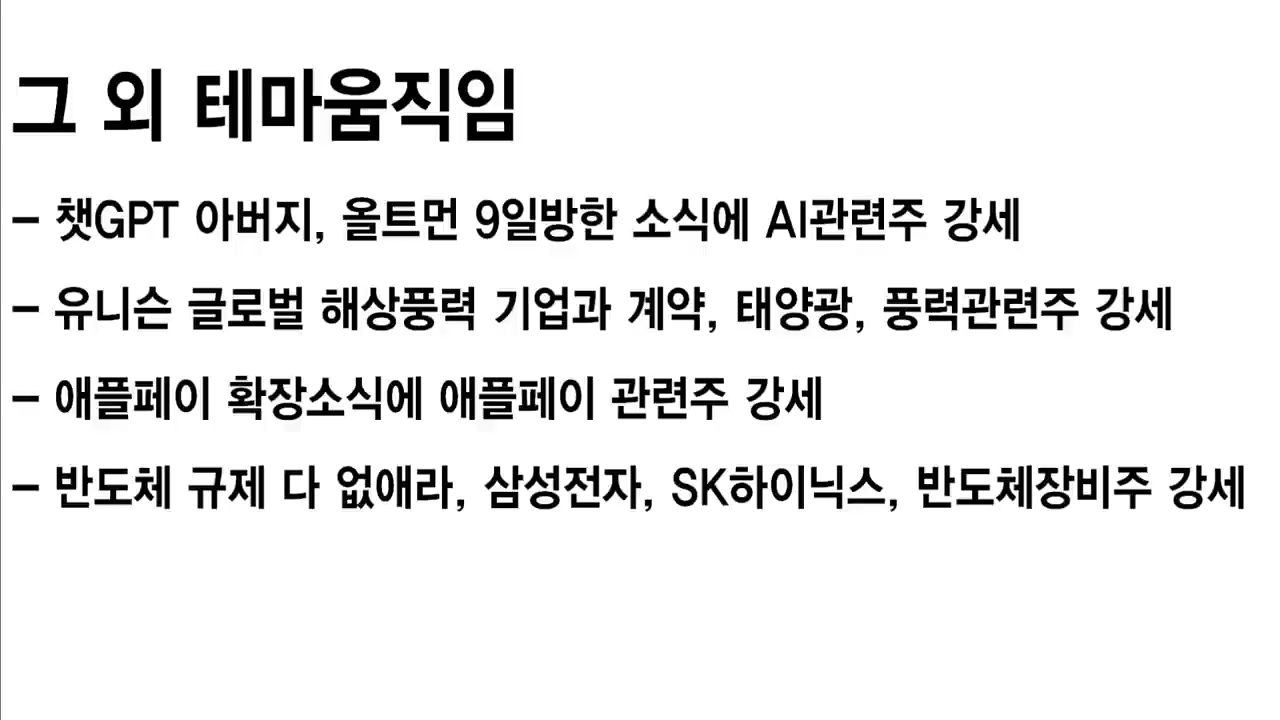 그 외 테마움직임
- 챗GPT 아버지, 올트먼 9일방한 소식에 AI관련주 강세
- 유니슨 글로벌 해상풍력 기업과 계약, 태양광, 풍력관련주 강세
- 애플페이 확장소식에 애플페이 관련주 강세
- 반도체 규제 다 없애라, 삼성전자, SK하이닉스, 반도체장비주 강세